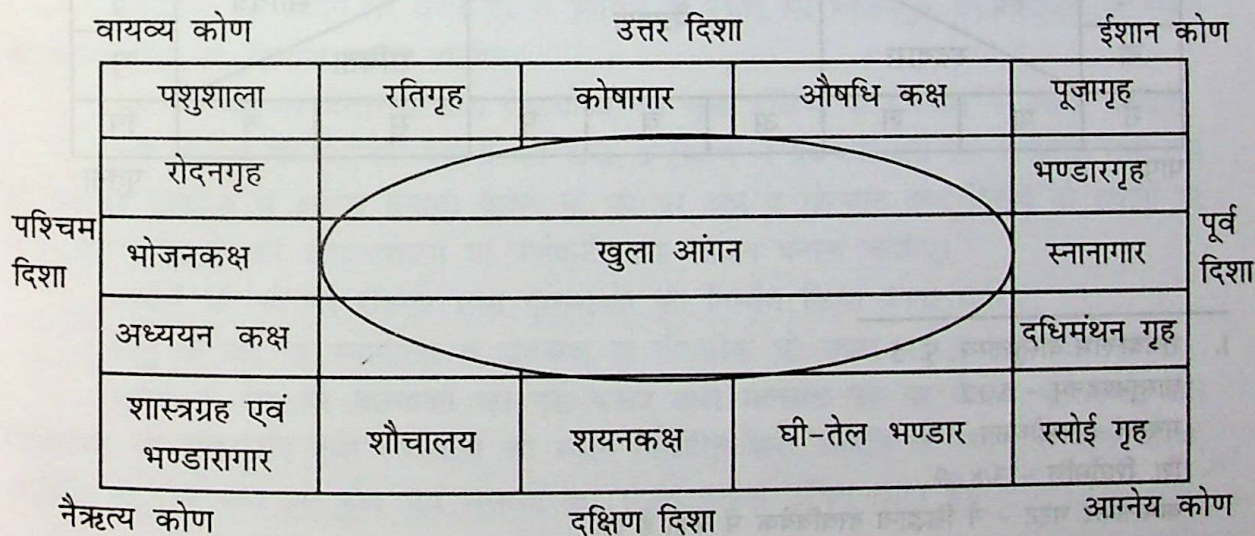 वायव्य कोण उत्तर दिशा ईशान कोण
पशुशाला रतिगृह कोषागार औषधि कक्ष पूजागृह
रोदनगृह भण्डारगृह
पश्चिम दिशा भोजनकक्ष खुला आंगन स्नानागार पूर्व दिशा
अध्ययन कक्ष दधिमंथन गृह
शास्त्रग्रह एवं
भण्डारागार शौचालय शयनकक्ष घी-तेल भण्डार रसोई गृह
नैऋत्य कोण दक्षिण दिशा आग्नेय कोण